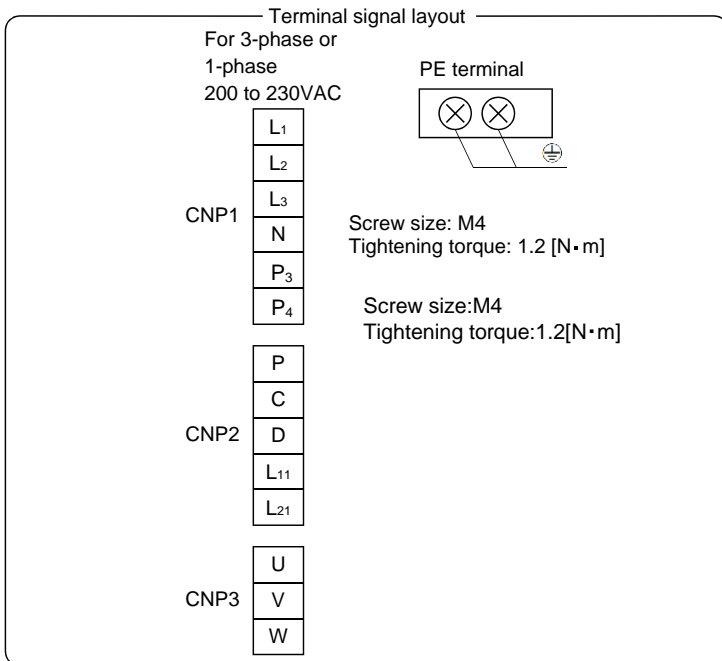 Terminal signal layout
For 3-phase or
1-phase
200 to 230VAC
PE terminal
CNP1
L1
L2
L3
N
P3
P4
Screw size: M4
Tightening torque: 1.2 [N▪m]
Screw size:M4
Tightening torque:1.2[N▪m]
CNP2
P
C
D
L11
L21
CNP3
U
V
W